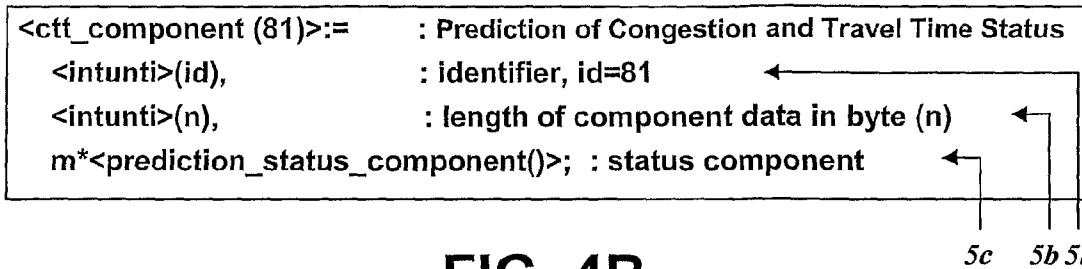 <ctt_component (81)>:= : Prediction of Congestion and Travel Time Status
<intunti>(id), : identifier, id=81
<intunti>(n), : length of component data in byte (n)
m*<prediction_status_component()>; : status component
5c 5b